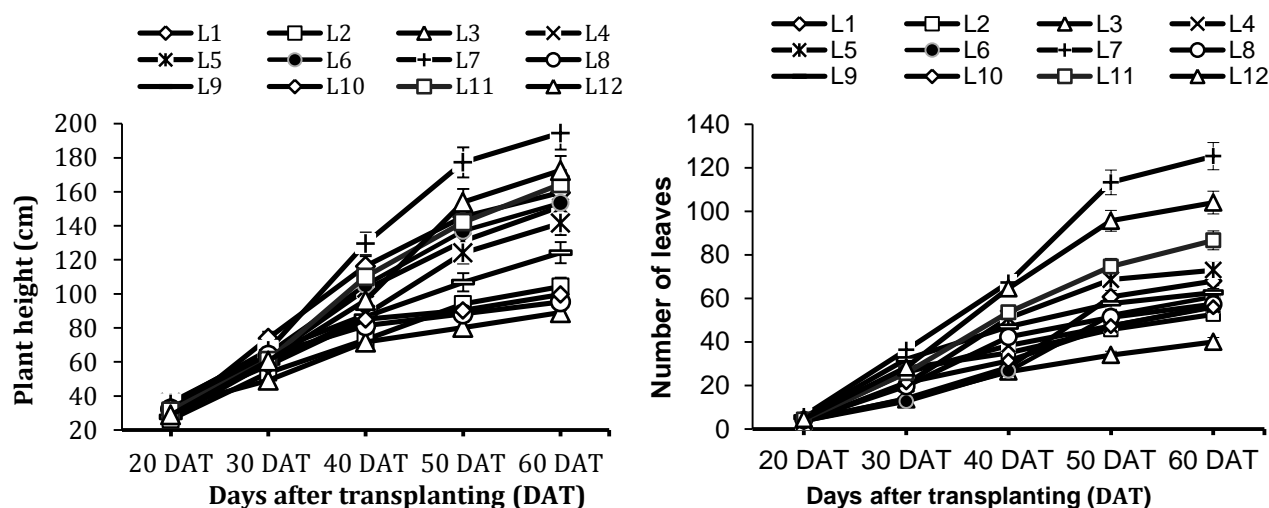 L1 L2 L3 L4
L5 L6 L7 L8
L9 L10 L11 L12
Plant height (cm)
200
180
160
140
120
100
80
60
40
20
20 DAT 30 DAT 40 DAT 50 DAT 60 DAT
Days after transplanting (DAT)
L1 L2 L3 L4
L5 L6 L7 L8
L9 L10 L11 L12
Number of leaves
140
120
100
80
60
40
20
0
20 DAT 30 DAT 40 DAT 50 DAT 60 DAT
Days after transplanting (DAT)